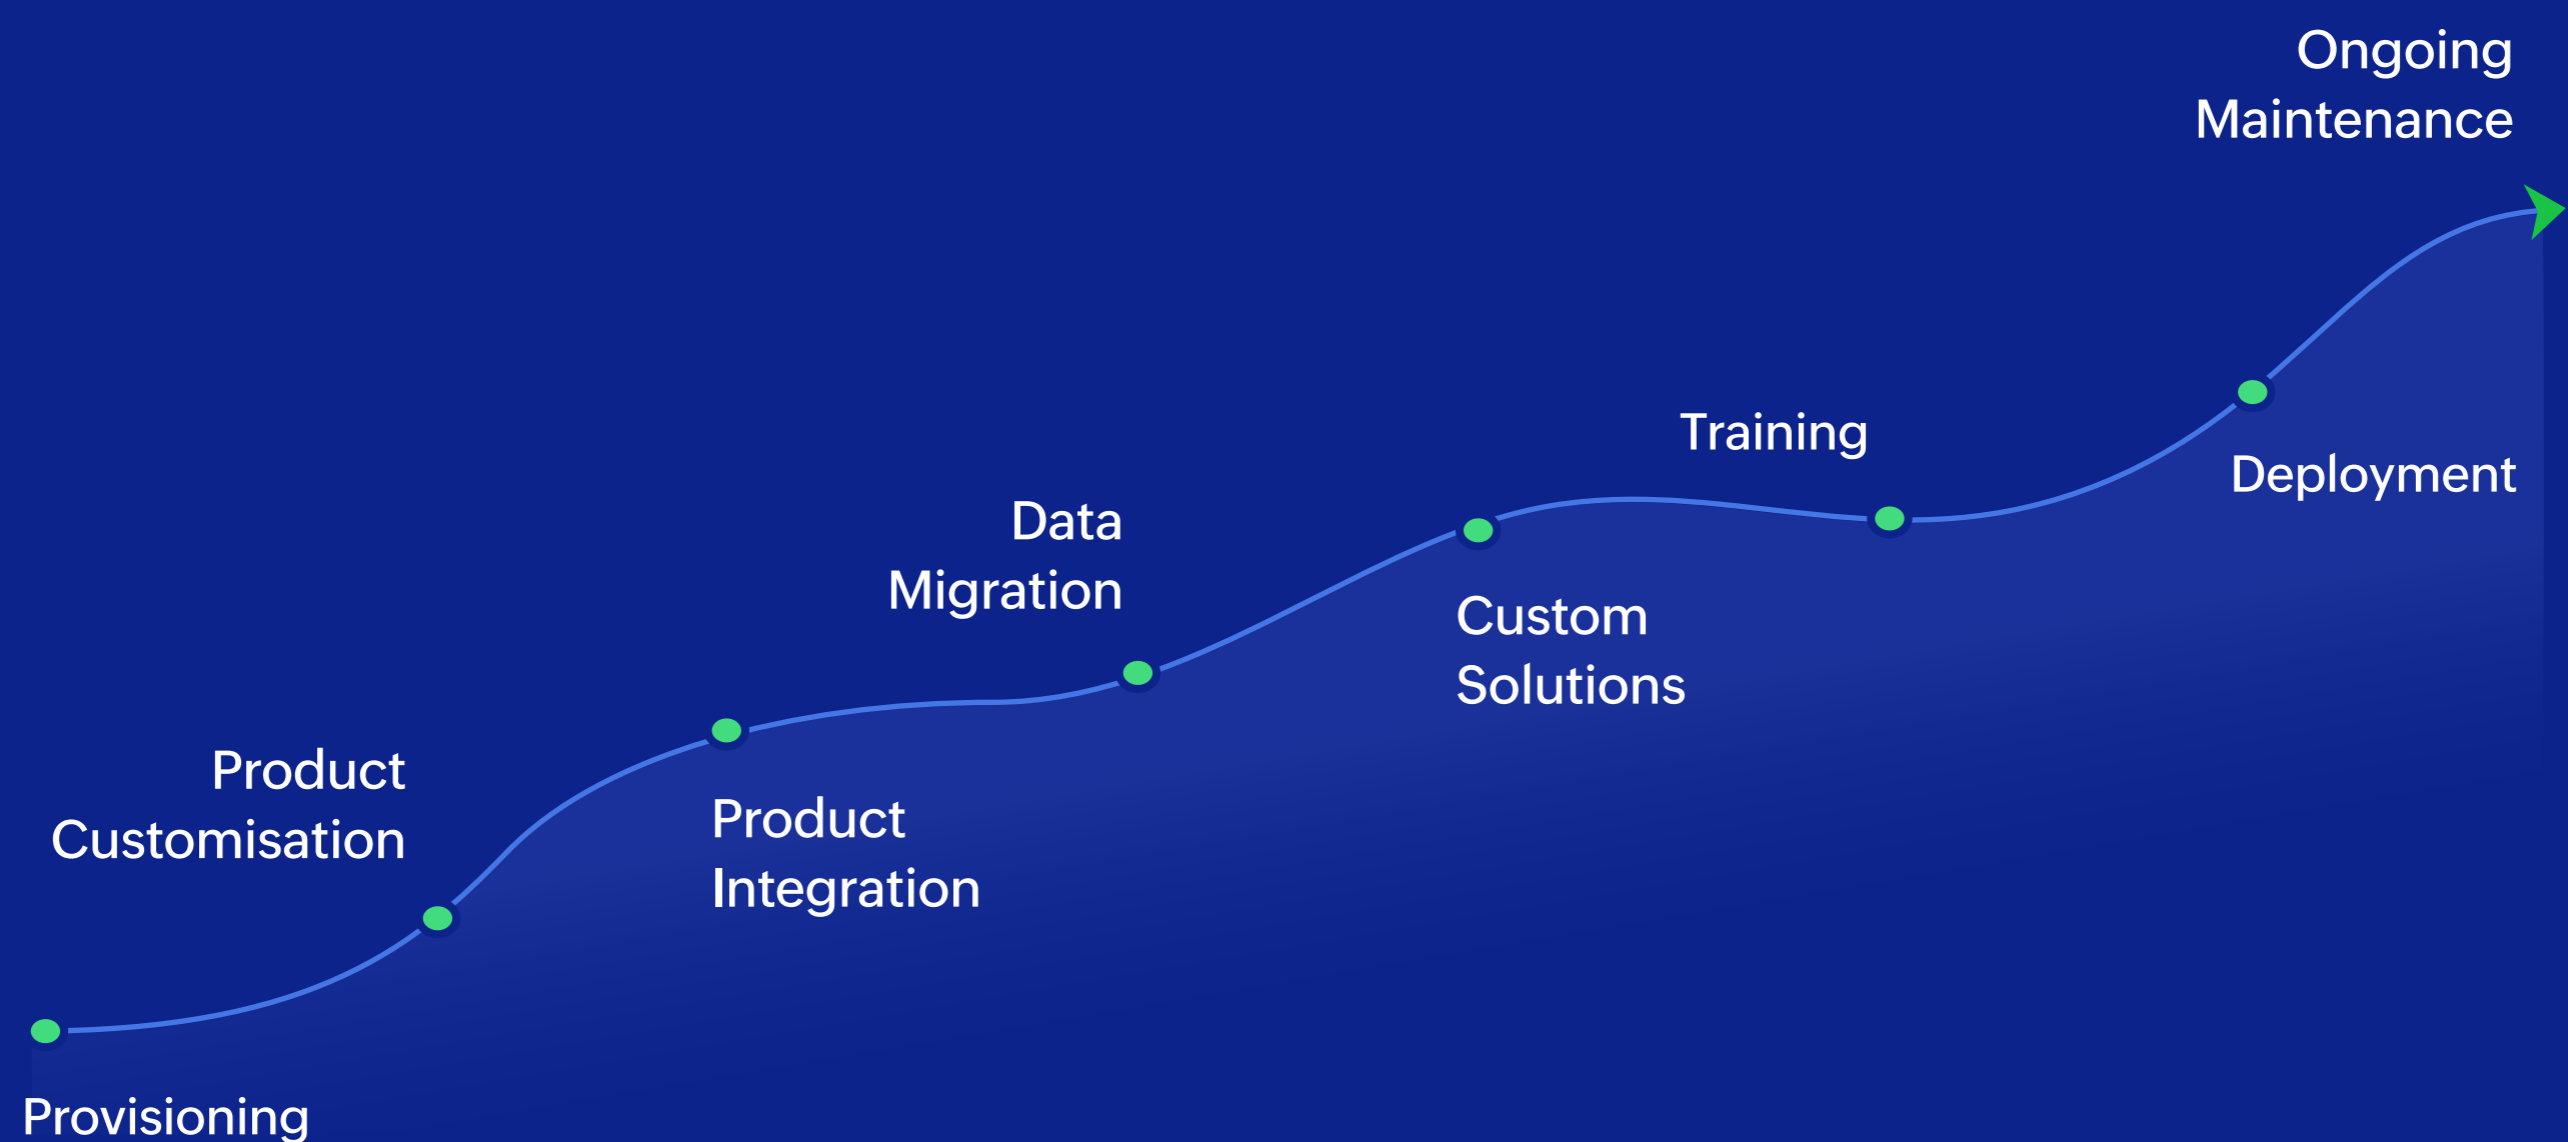 Provisioning
Product
Customisation
Product
Integration
Data
Migration
Custom
Solutions
Training
Deployment
Ongoing
Maintenance